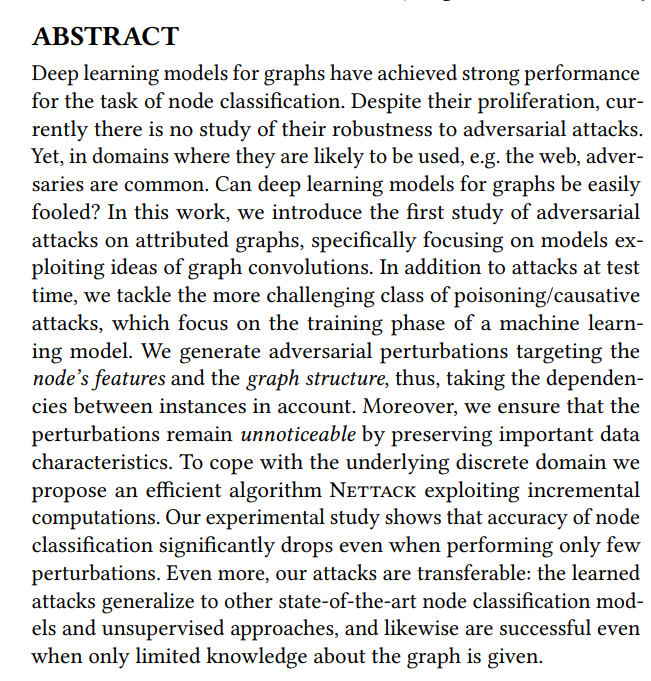 ABSTRACT
Deep learning models for graphs have achieved strong performance
for the task of node classification. Despite their proliferation, cur-
rently there is no study of their robustness to adversarial attacks.
Yet, in domains where they are likely to be used, e.g. the web, adver-
saries are common. Can deep learning models for graphs be easily
fooled? In this work, we introduce the first study of adversarial
attacks on attributed graphs, specifically focusing on models ex-
ploiting ideas of graph convolutions. In addition to attacks at test
time, we tackle the more challenging class of poisoning/causative
attacks, which focus on the training phase of a machine learn-
ing model. We generate adversarial perturbations targeting the
node's features and the graph structure, thus, taking the dependen-
cies between instances in account. Moreover, we ensure that the
perturbations remain unnoticeable by preserving important data
characteristics. To cope with the underlying discrete domain we
propose an efficient algorithm NETTACK exploiting incremental
computations. Our experimental study shows that accuracy of node
classification significantly drops even when performing only few
perturbations. Even more, our attacks are transferable: the learned
attacks generalize to other state-of-the-art node classification mod-
els and unsupervised approaches, and likewise are successful even
when only limited knowledge about the graph is given.